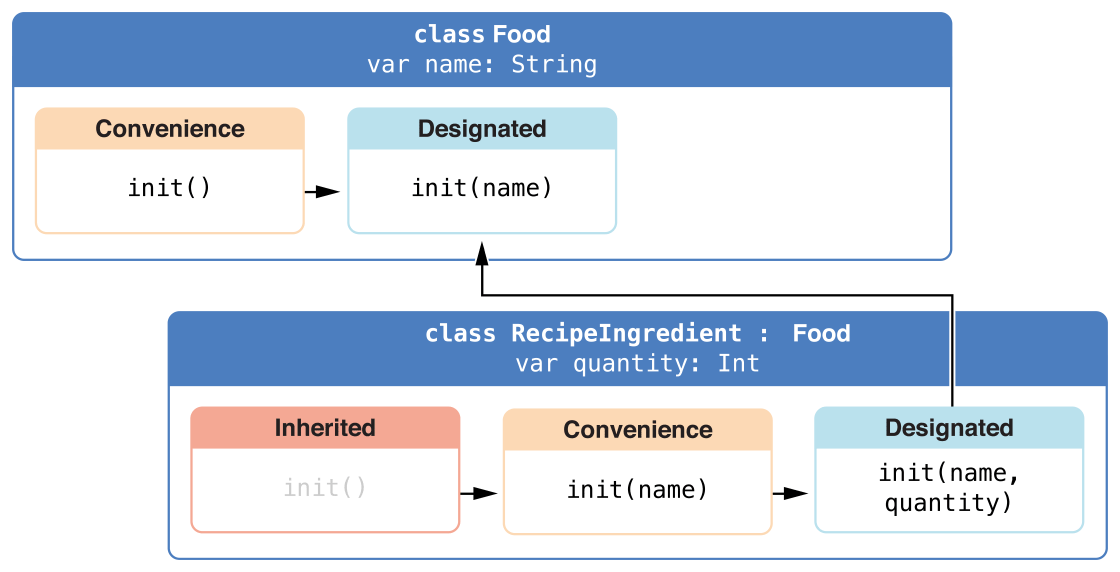 class Food
var name: String
Convenience
init()
Designated
init(name)
class RecipeIngredient : Food
var quantity: Int
Inherited
init()
Convenience
init(name)
Designated
init(name,
quantity)